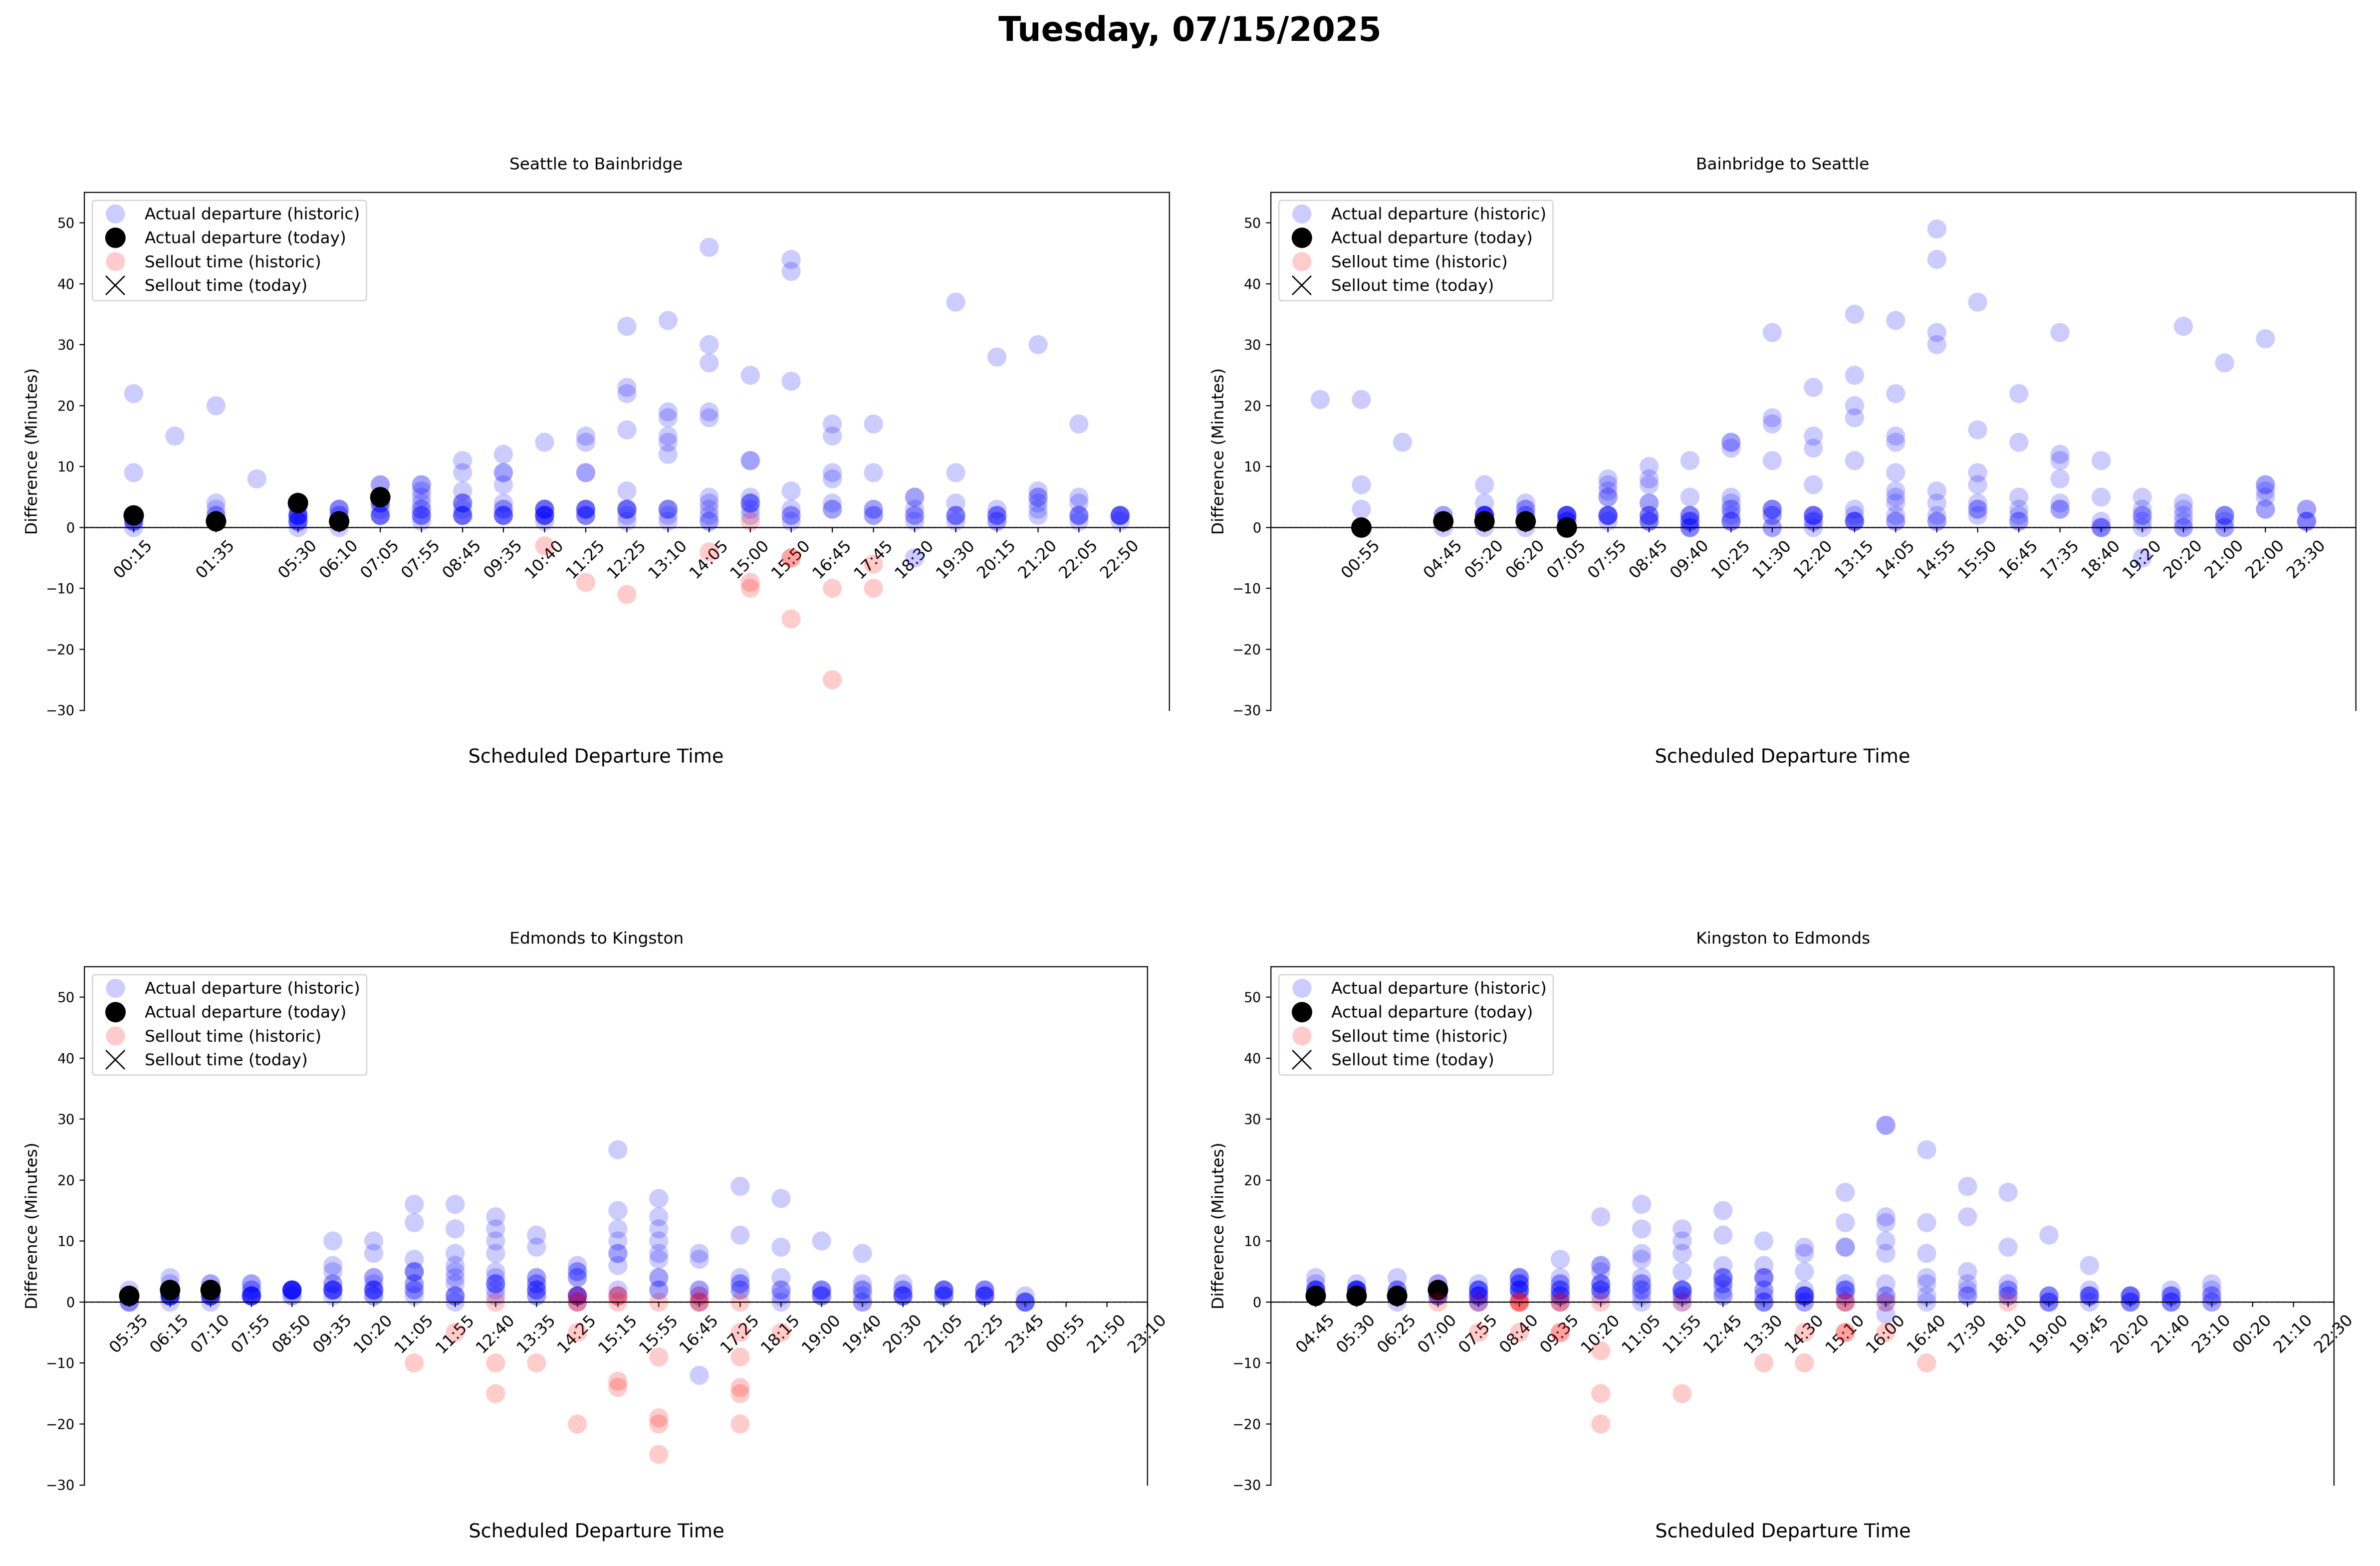 Tuesday, 07/15/2025
Seattle to Bainbridge
Actual departure (historic)
Actual departure (today)
Sellout time (historic)
Sellout time (today)
Difference (Minutes)
50
40
30
20
10
0
−10
−20
−30
00:15 01:35 05:30 06:10 07:05 07:55 08:45 09:35 10:40 11:25 12:25 13:10 14:05 15:00 15:50 16:45 17:45 18:30 19:30 20:15 21:20 22:05 22:50
Scheduled Departure Time
Bainbridge to Seattle
Actual departure (historic)
Actual departure (today)
Sellout time (historic)
Sellout time (today)
Difference (Minutes)
50
40
30
20
10
0
−10
−20
−30
00:55 04:45 05:20 06:20 07:05 07:55 08:45 09:40 10:25 11:30 12:20 13:15 14:05 14:55 15:50 16:45 17:35 18:40 19:20 20:20 21:00 22:00 23:30
Scheduled Departure Time
Edmonds to Kingston
Actual departure (historic)
Actual departure (today)
Sellout time (historic)
Sellout time (today)
Difference (Minutes)
50
40
30
20
10
0
−10
−20
−30
05:35 06:15 07:10 07:55 08:50 09:35 10:20 11:05 11:55 12:40 13:35 14:25 15:15 15:55 16:45 17:25 18:15 19:00 19:40 20:30 21:05 22:25 23:45 00:55 21:50 23:10
Scheduled Departure Time
Kingston to Edmonds
Actual departure (historic)
Actual departure (today)
Sellout time (historic)
Sellout time (today)
Difference (Minutes)
50
40
30
20
10
0
−10
−20
−30
04:45 05:30 06:25 07:00 07:55 08:40 09:35 10:20 11:05 11:55 12:45 13:30 14:30 15:10 16:00 16:40 17:30 18:10 19:00 19:45 20:20 21:40 23:10 00:20 21:10 22:30
Scheduled Departure Time